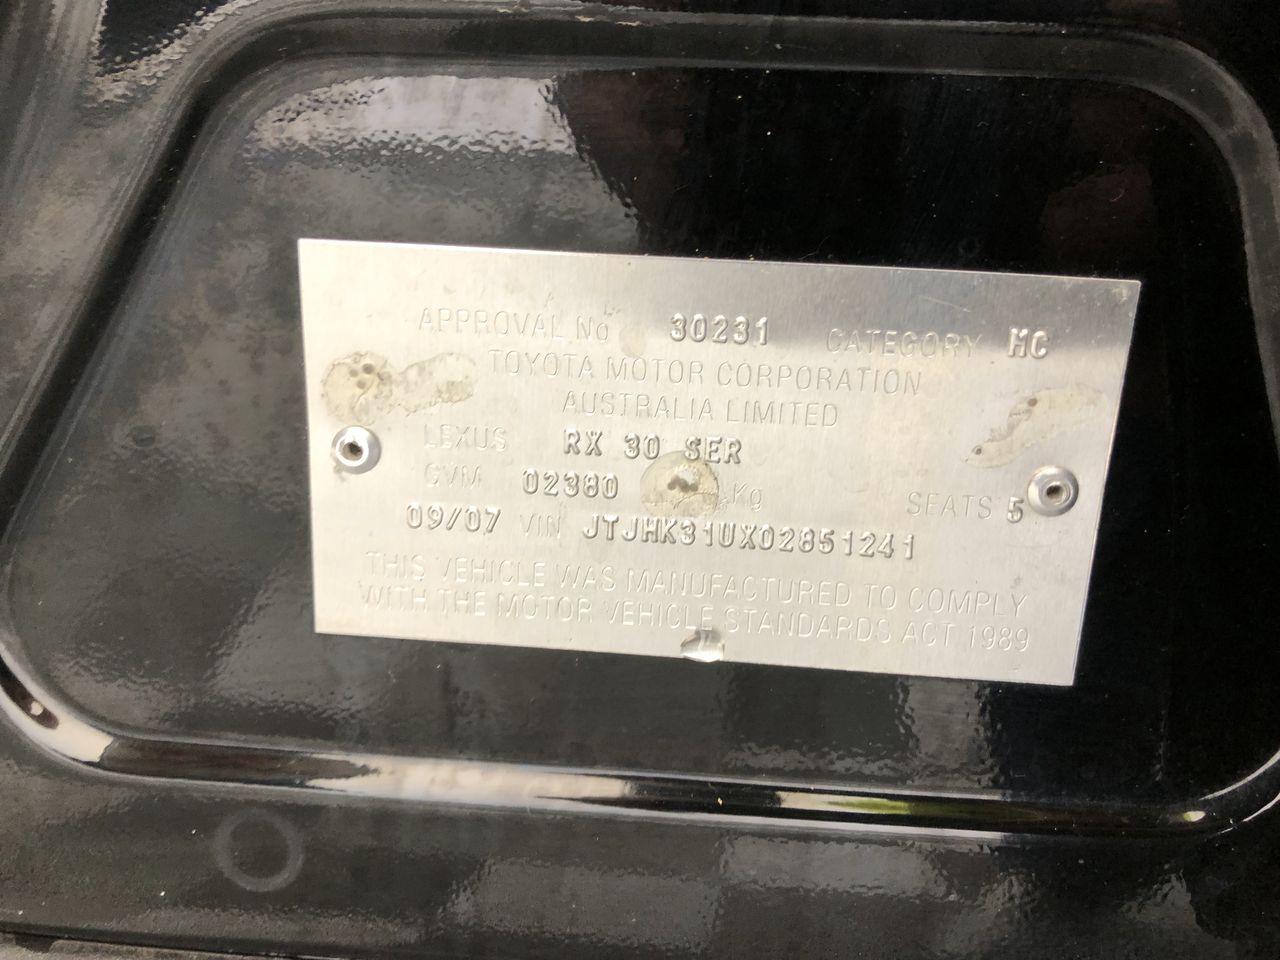 APPROVAL No 30231 CATEGORY MC
TOYOTA MOTOR CORPORATION
AUSTRALIA LIMITED
LEXUS RX 30 SER
GVM 02380 Kg SEATS 5
09/07 VIN JTJHK31UX02851241
THIS VEHICLE WAS MANUFACTURED TO COMPLY
WITH THE MOTOR VEHICLE STANDARDS ACT 1989